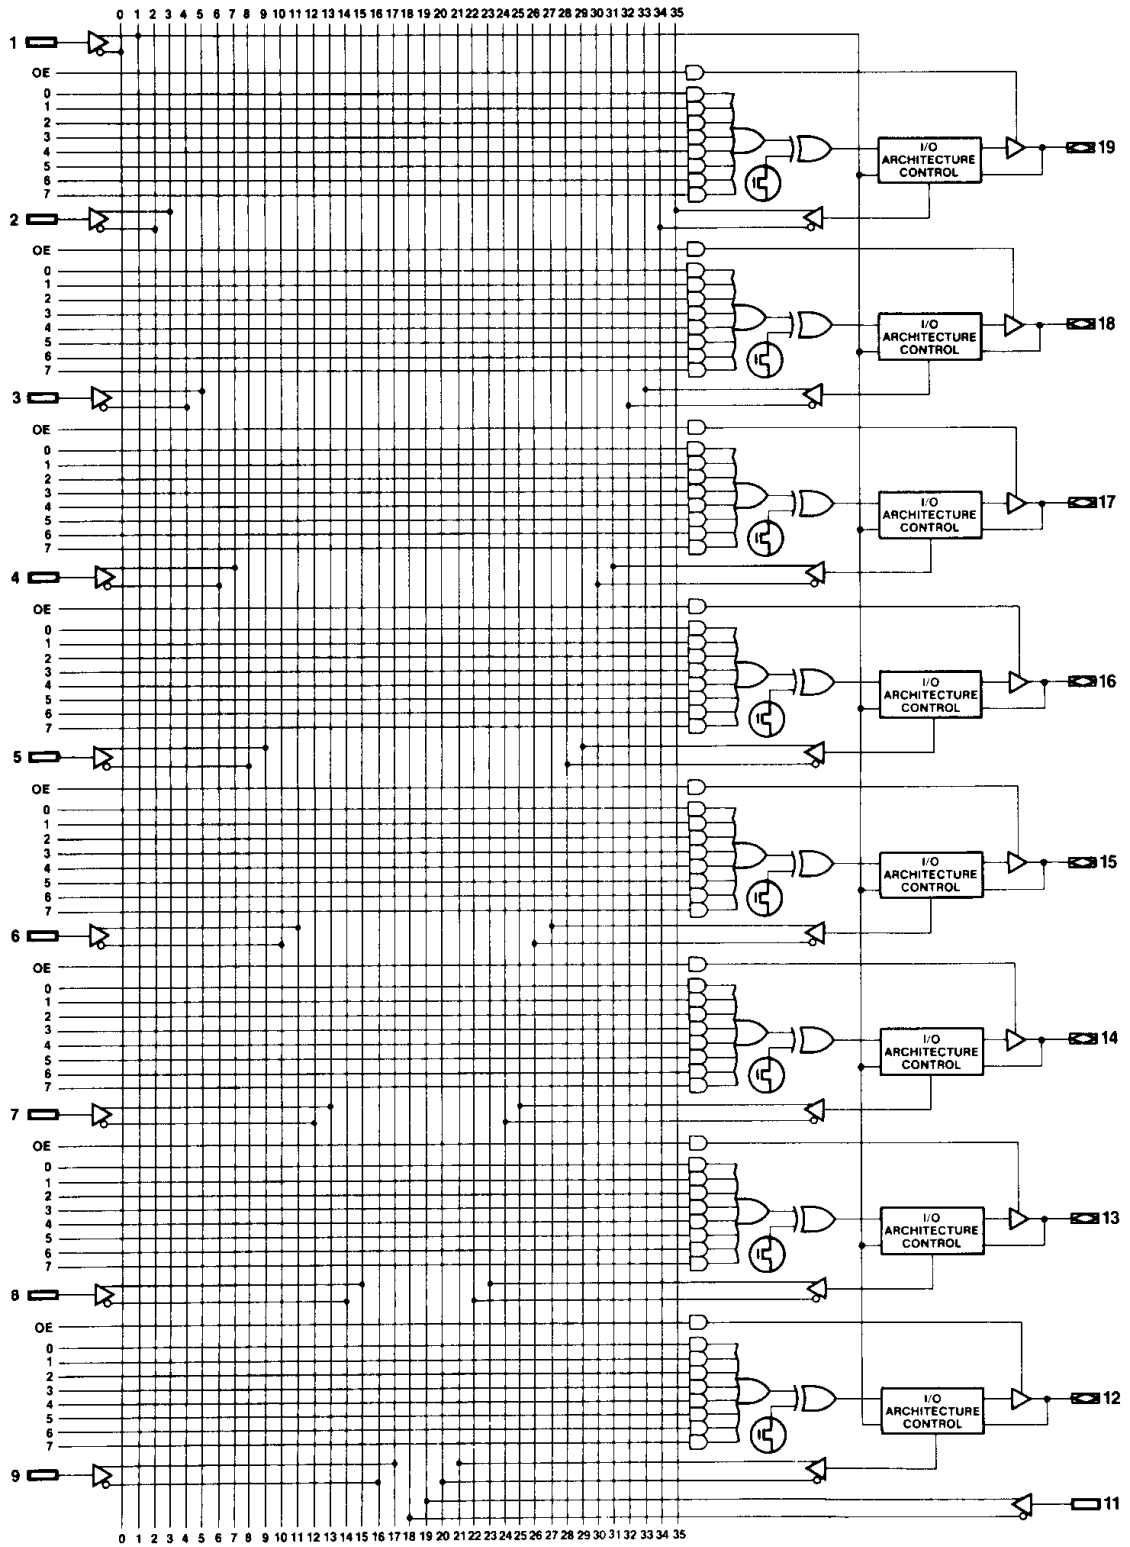 0 1 2 3 4 5 6 7 8 9 10 11 12 13 14 15 16 17 18 19 20 21 22 23 24 25 26 27 28 29 30 31 32 33 34 35
1
OE
0
1
2
3
4
5
6
7
I/O
ARCHITECTURE
CONTROL
19
2
OE
0
1
2
3
4
5
6
7
I/O
ARCHITECTURE
CONTROL
18
3
OE
0
1
2
3
4
5
6
7
I/O
ARCHITECTURE
CONTROL
17
4
OE
0
1
2
3
4
5
6
7
I/O
ARCHITECTURE
CONTROL
16
5
OE
0
1
2
3
4
5
6
7
I/O
ARCHITECTURE
CONTROL
15
6
OE
0
1
2
3
4
5
6
7
I/O
ARCHITECTURE
CONTROL
14
7
OE
0
1
2
3
4
5
6
7
I/O
ARCHITECTURE
CONTROL
13
8
OE
0
1
2
3
4
5
6
7
I/O
ARCHITECTURE
CONTROL
12
9
11
0 1 2 3 4 5 6 7 8 9 10 11 12 13 14 15 16 17 18 19 20 21 22 23 24 25 26 27 28 29 30 31 32 33 34 35